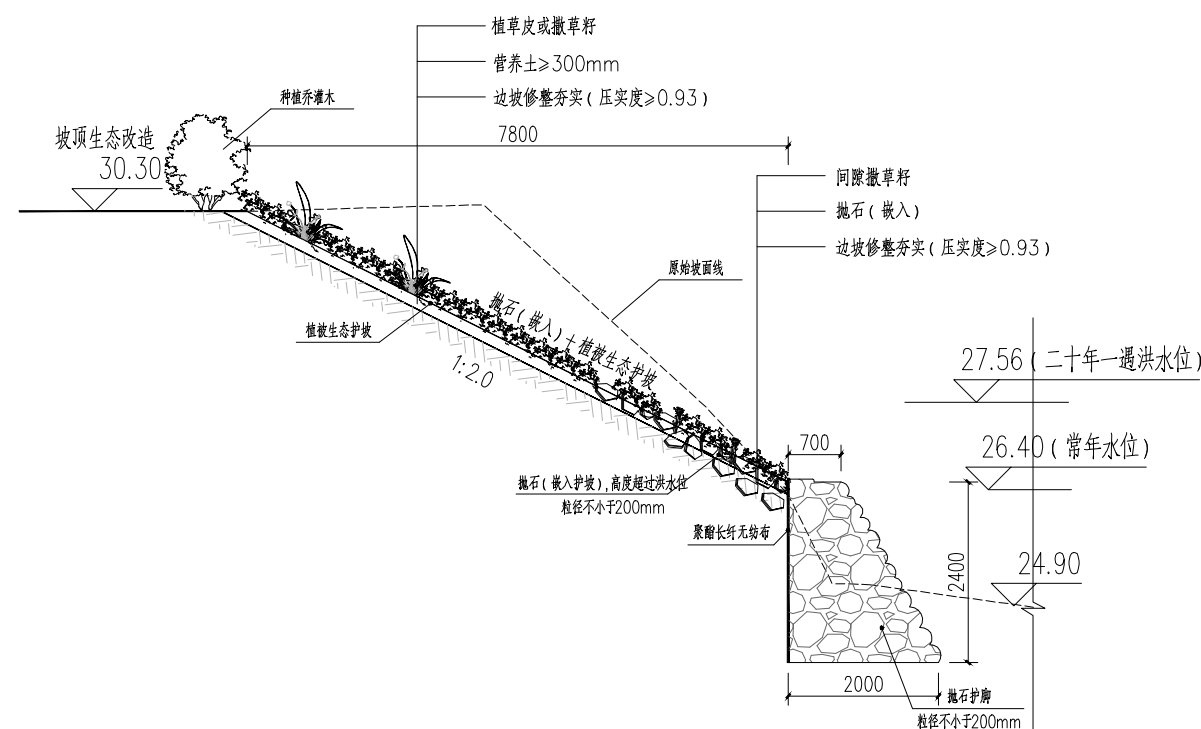 植草皮或撒草籽
营养土≥300mm
边坡修整夯实(压实度≥0.93)
种植乔灌木
7800
坡顶生态改造
30.30
间隙撒草籽
抛石(嵌入)
边坡修整夯实(压实度≥0.93)
原始坡面线
植被生态护坡
抛石(嵌入)+植被生态护坡
1:2.0
27.56(二十年一遇洪水位)
700
26.40(常年水位)
抛石(嵌入护坡),高度超过洪水位
粒径不小于200mm
聚酯长纤无纺布
2400
24.90
2000
抛石护脚
粒径不小于200mm